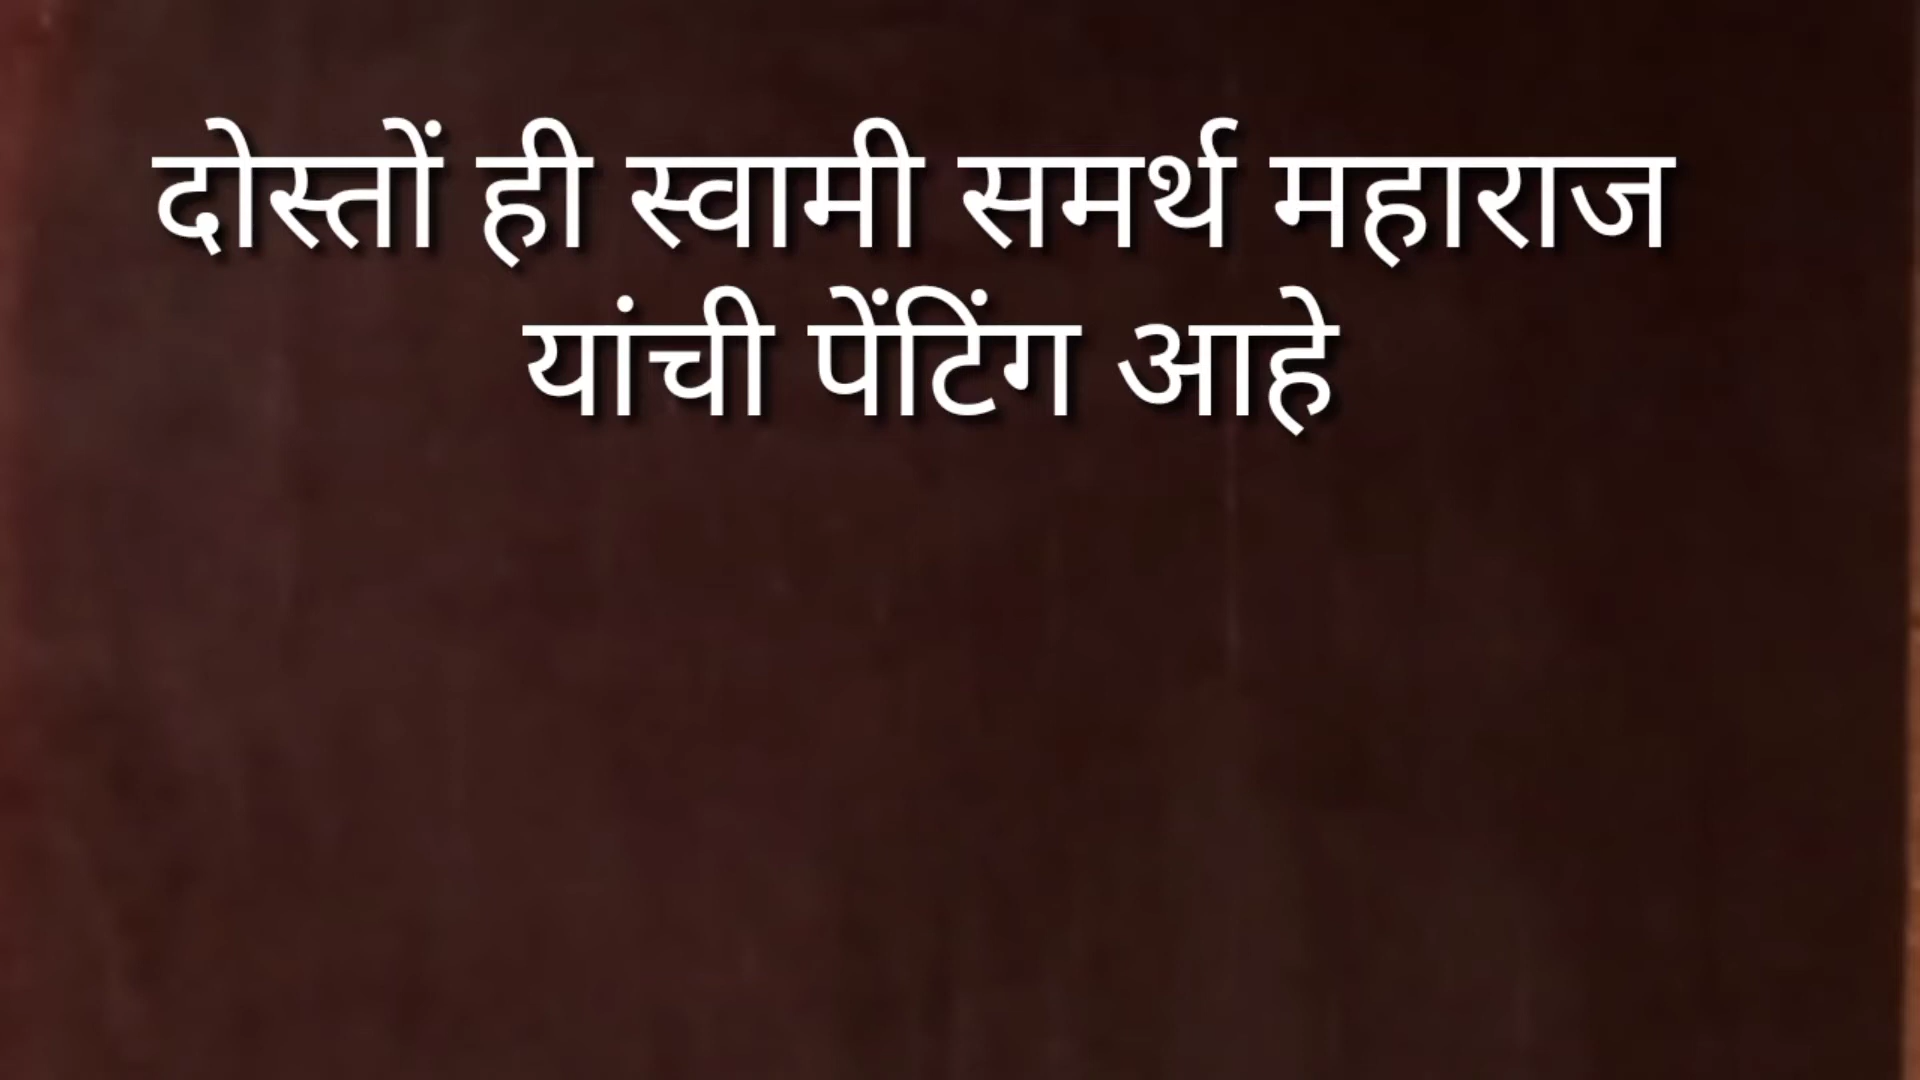 दोस्तों ही स्वामी समर्थ महाराज
यांची पेंटिंग आहे